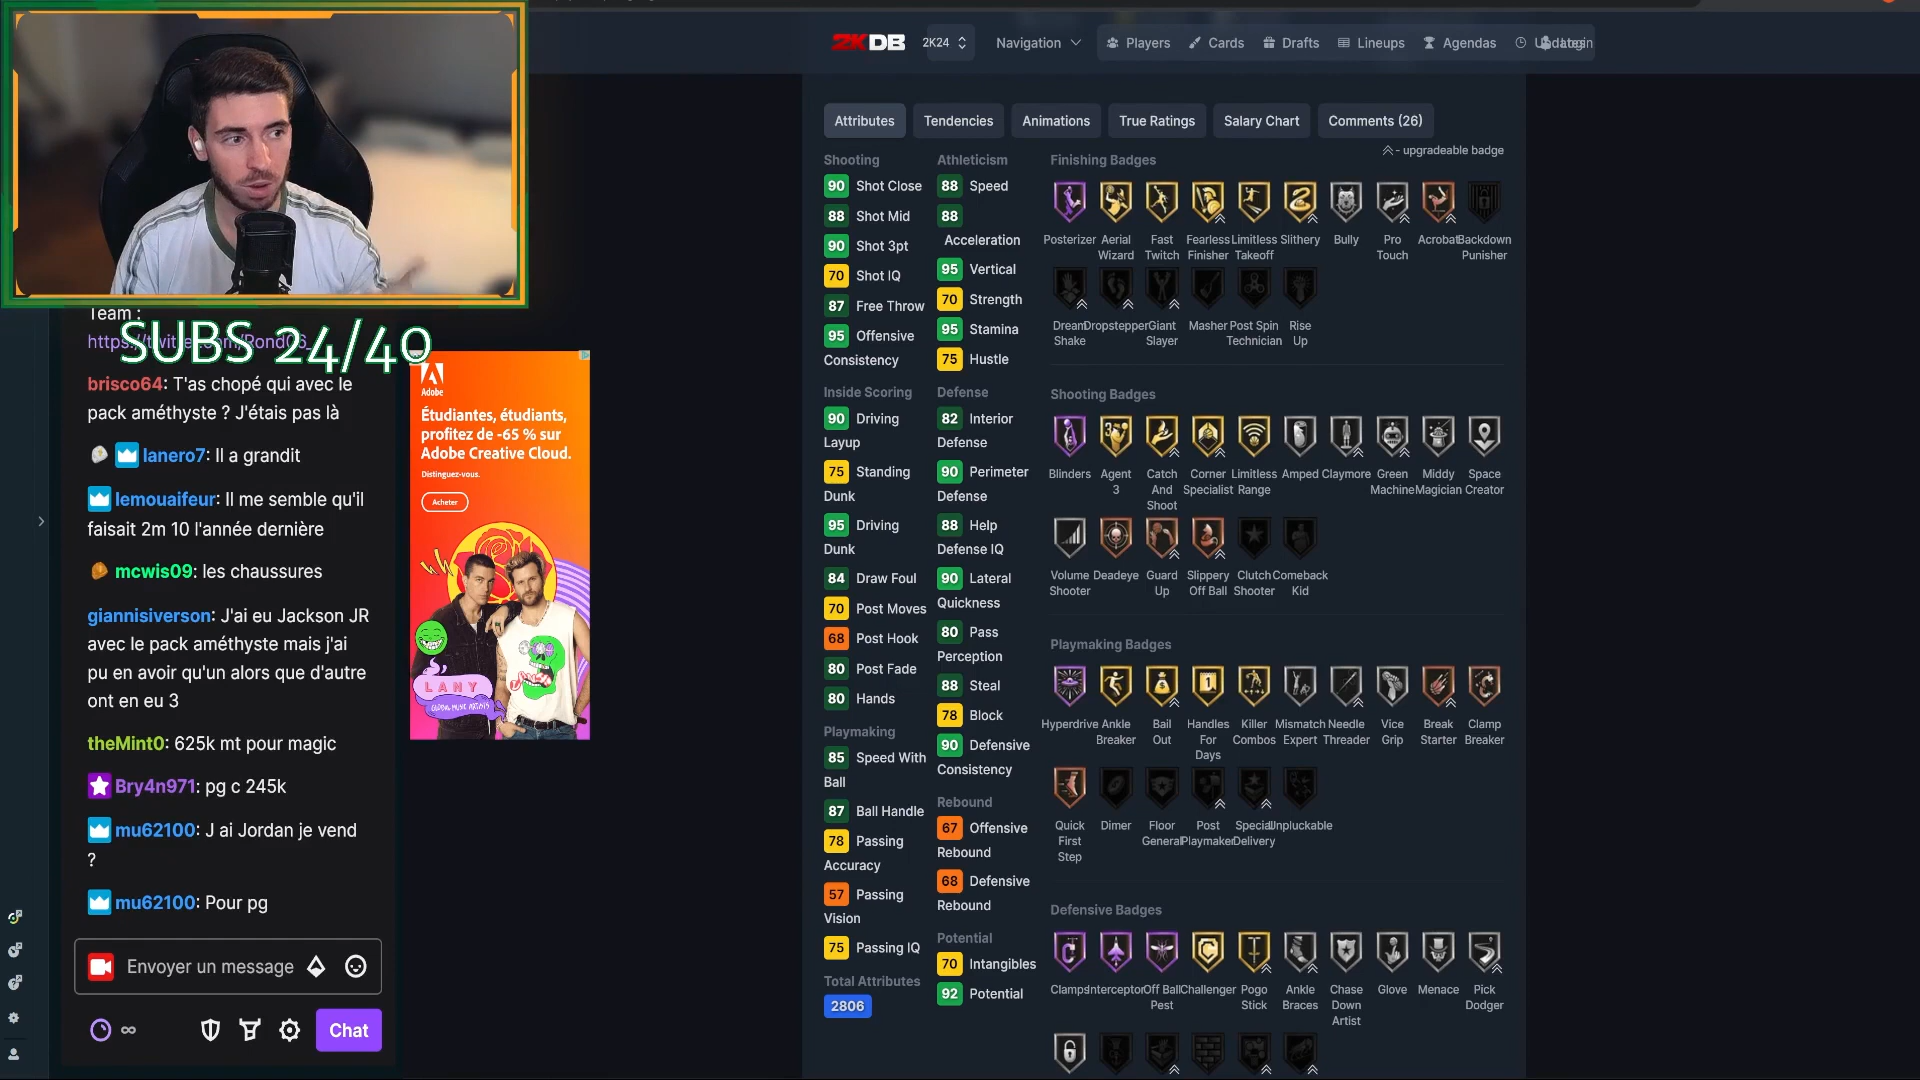 2KDB
2K24
Navigation
Players
Cards
Drafts
Lineups
Agendas
Attributes
Tendencies
Animations
True Ratings
Salary Chart
Comments (26)
- upgradeable badge
Team :
SUBS 24/40
brisco64: T'as chopé qui avec le
pack améthyste ? J'étais pas là
lanero7: Il a grandit
lemouaifeur: Il me semble qu'il
faisait 2m 10 l'année dernière
mcwis09: les chaussures
giannisiverson: J'ai eu Jackson JR
avec le pack améthyste mais j'ai
pu en avoir qu'un alors que d'autre
ont en eu 3
theMint0: 625k mt pour magic
Bry4n971: pg c 245k
mu62100: J ai Jordan je vend
?
mu62100: Pour pg
Envoyer un message
Chat
Adobe
Étudiantes, étudiants,
profitez de -65 % sur
Adobe Creative Cloud.
Distinguez-vous.
Acheter
LANY
GLOBAL MUSIC ARTISTS
Shooting
90 Shot Close
88 Shot Mid
90 Shot 3pt
70 Shot IQ
87 Free Throw
95 Offensive
Consistency
Inside Scoring
90 Driving
Layup
75 Standing
Dunk
95 Driving
Dunk
84 Draw Foul
70 Post Moves
68 Post Hook
80 Post Fade
80 Hands
Playmaking
85 Speed With
Ball
87 Ball Handle
78 Passing
Accuracy
57 Passing
Vision
75 Passing IQ
Total Attributes
2806
Athleticism
88 Speed
88
Acceleration
95 Vertical
70 Strength
95 Stamina
75 Hustle
Defense
82 Interior
Defense
90 Perimeter
Defense
88 Help
Defense IQ
90 Lateral
Quickness
80 Pass
Perception
88 Steal
78 Block
90 Defensive
Consistency
Rebound
67 Offensive
Rebound
68 Defensive
Rebound
Potential
70 Intangibles
92 Potential
Finishing Badges
Posterizer
Aerial
Wizard
Fast
Twitch
Fearless
Finisher
Limitless
Takeoff
Slithery
Bully
Pro
Touch
Acrobat
Backdown
Punisher
Dream
Shake
Dropstepper
Giant
Slayer
Masher
Post Spin
Technician
Rise
Up
Shooting Badges
Blinders
Agent
3
Catch
And
Shoot
Corner
Specialist
Limitless
Range
Amped
Claymore
Green
Machine
Middy
Magician
Space
Creator
Volume
Shooter
Deadeye
Guard
Up
Slippery
Off Ball
Clutch
Shooter
Comeback
Kid
Playmaking Badges
Hyperdrive
Ankle
Breaker
Bail
Out
Handles
For
Days
Killer
Combos
Mismatch
Expert
Needle
Threader
Vice
Grip
Break
Starter
Clamp
Breaker
Quick
First
Step
Dimer
Floor
General
Post
Playmaker
Special
Delivery
Unpluckable
Defensive Badges
Clamps
Interceptor
Off Ball
Pest
Challenger
Pogo
Stick
Ankle
Braces
Chase
Down
Artist
Glove
Menace
Pick
Dodger